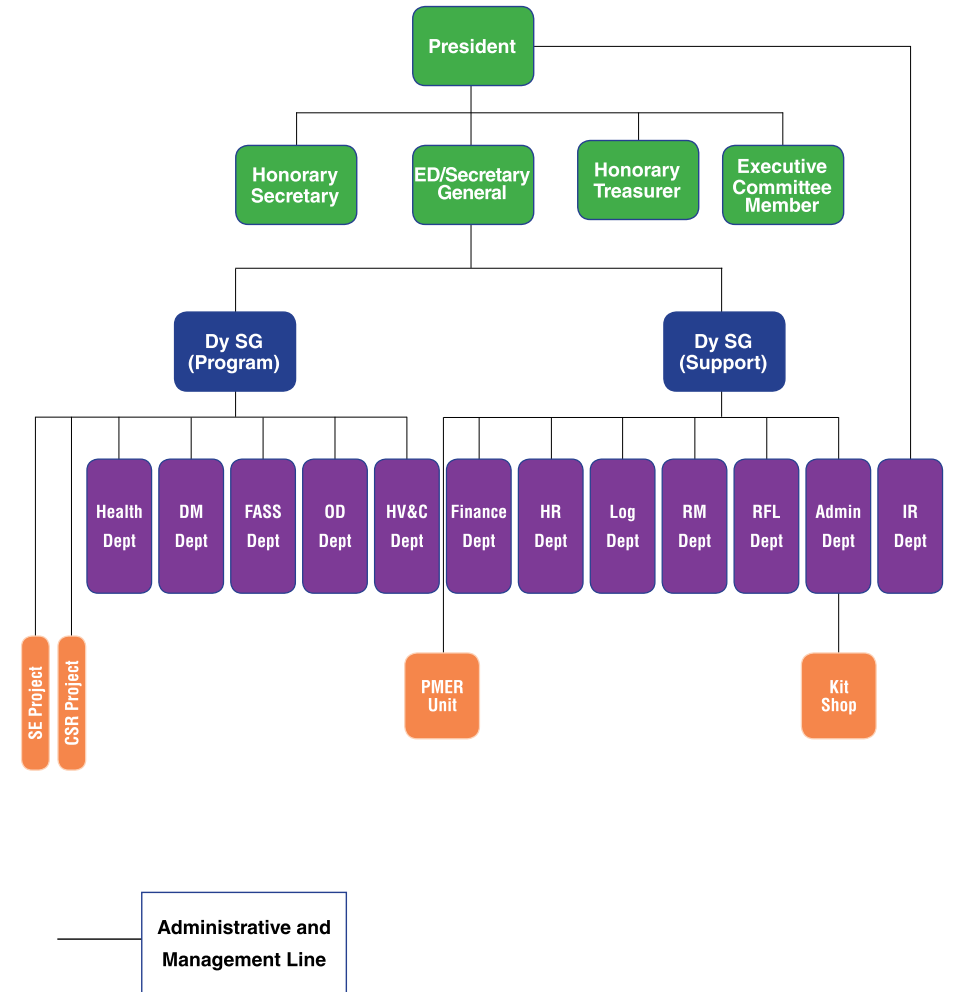 President
Honorary
Secretary
ED/Secretary
General
Honorary
Treasurer
Executive
Committee
Member
Dy SG
(Program)
Dy SG
(Support)
Health
Dept
DM
Dept
FASS
Dept
OD
Dept
HV&C
Dept
Finance
Dept
HR
Dept
Log
Dept
RM
Dept
RFL
Dept
Admin
Dept
IR
Dept
SE Project
CSR Project
PMER
Unit
Kit
Shop
Administrative and
Management Line